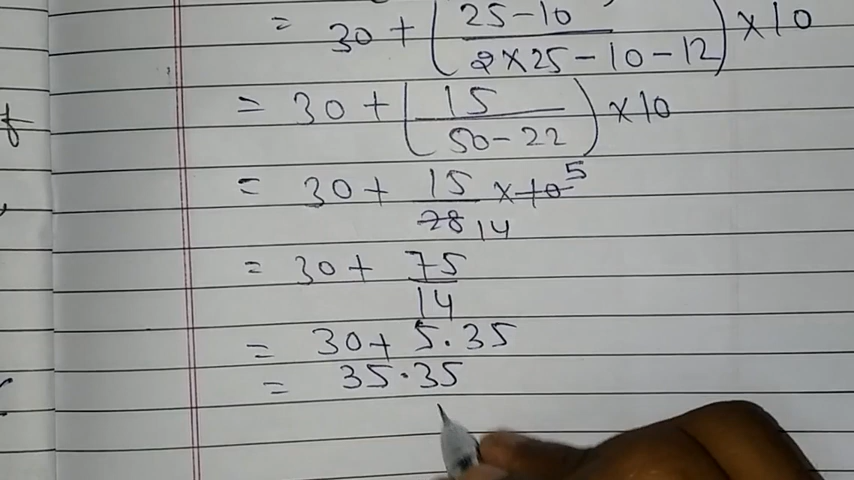 = 30 + (25-10 / 2×25-10-12) ×10
= 30 + (15 / 50-22) ×10
= 30 + 15/28 14 × 10 5
= 30 + 75/14
= 30 + 5.35
= 35.35